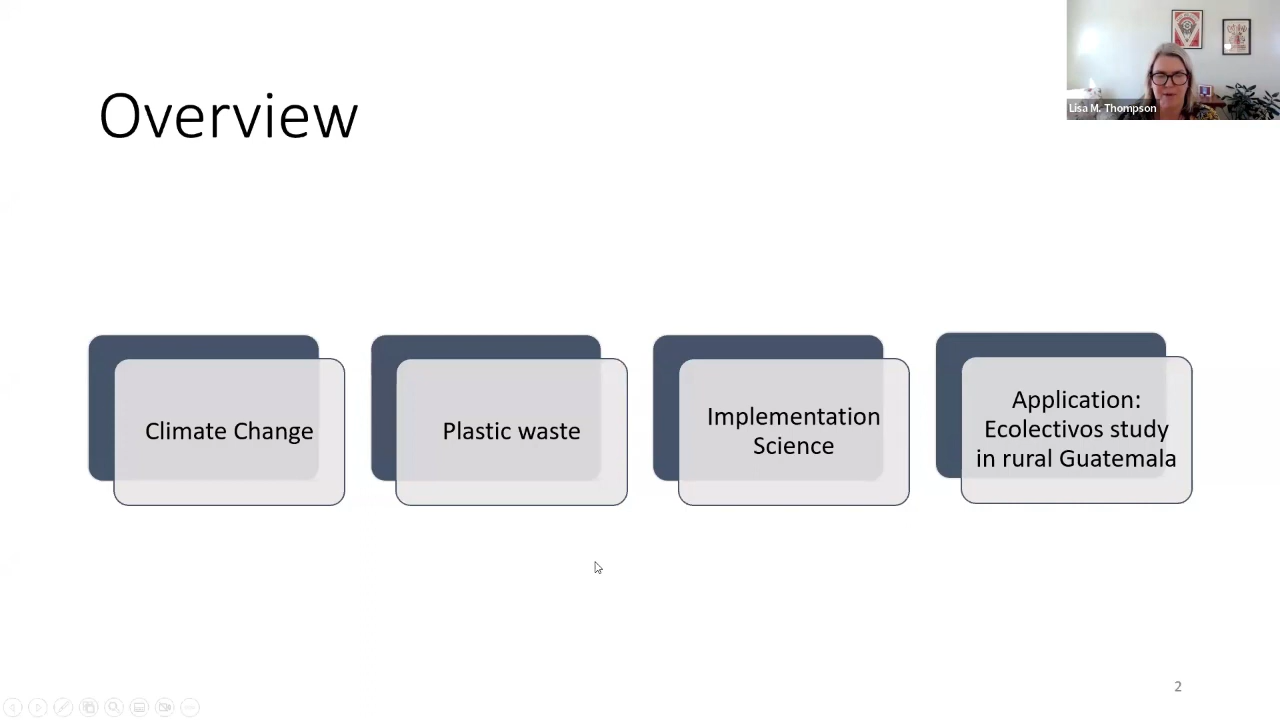 Overview
Lisa M. Thompson
Climate Change
Plastic waste
Implementation
Science
Application:
Ecolectivos study
in rural Guatemala
2